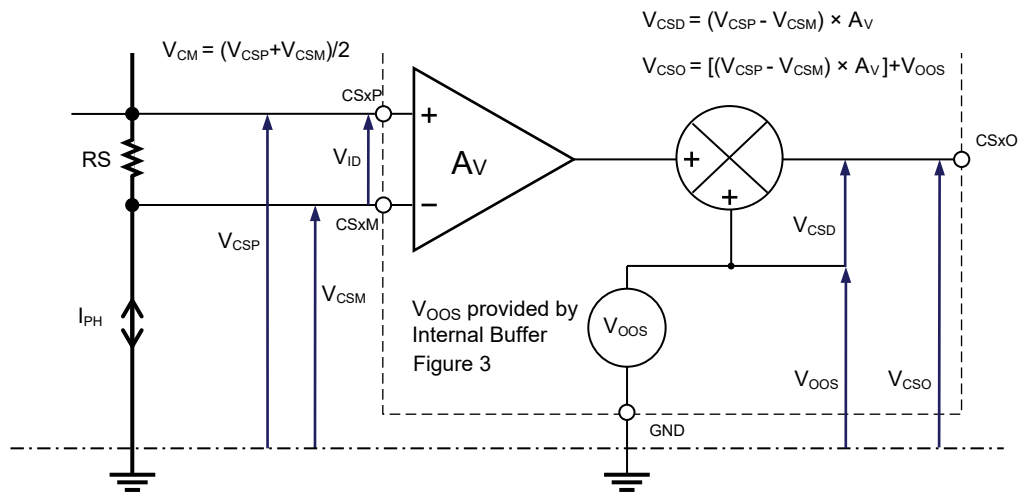 V_CSD = (V_CSP - V_CSM) × A_V
V_CM = (V_CSP+V_CSM)/2
V_CSO = [(V_CSP - V_CSM) × A_V]+V_OOS
CSxP
+
CSxO
RS
V_ID
A_V
+
–
+
CSxM
V_CSP
V_CSD
V_CSM
I_PH
V_OOS provided by
Internal Buffer
Figure 3
V_OOS
V_OOS
V_CSO
GND